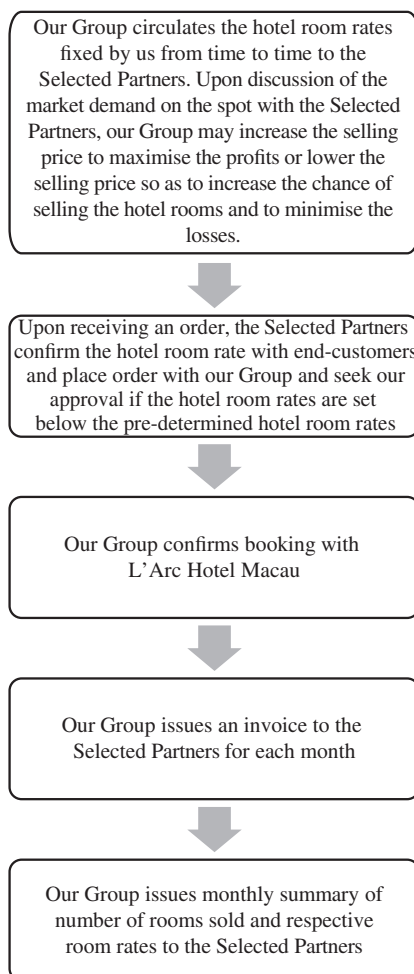 Our Group circulates the hotel room rates
fixed by us from time to time to the
Selected Partners. Upon discussion of the
market demand on the spot with the Selected
Partners, our Group may increase the selling
price to maximise the profits or lower the
selling price so as to increase the chance of
selling the hotel rooms and to minimise the
losses.
Upon receiving an order, the Selected Partners
confirm the hotel room rate with end-customers
and place order with our Group and seek our
approval if the hotel room rates are set
below the pre-determined hotel room rates
Our Group confirms booking with
L'Arc Hotel Macau
Our Group issues an invoice to the
Selected Partners for each month
Our Group issues monthly summary of
number of rooms sold and respective
room rates to the Selected Partners